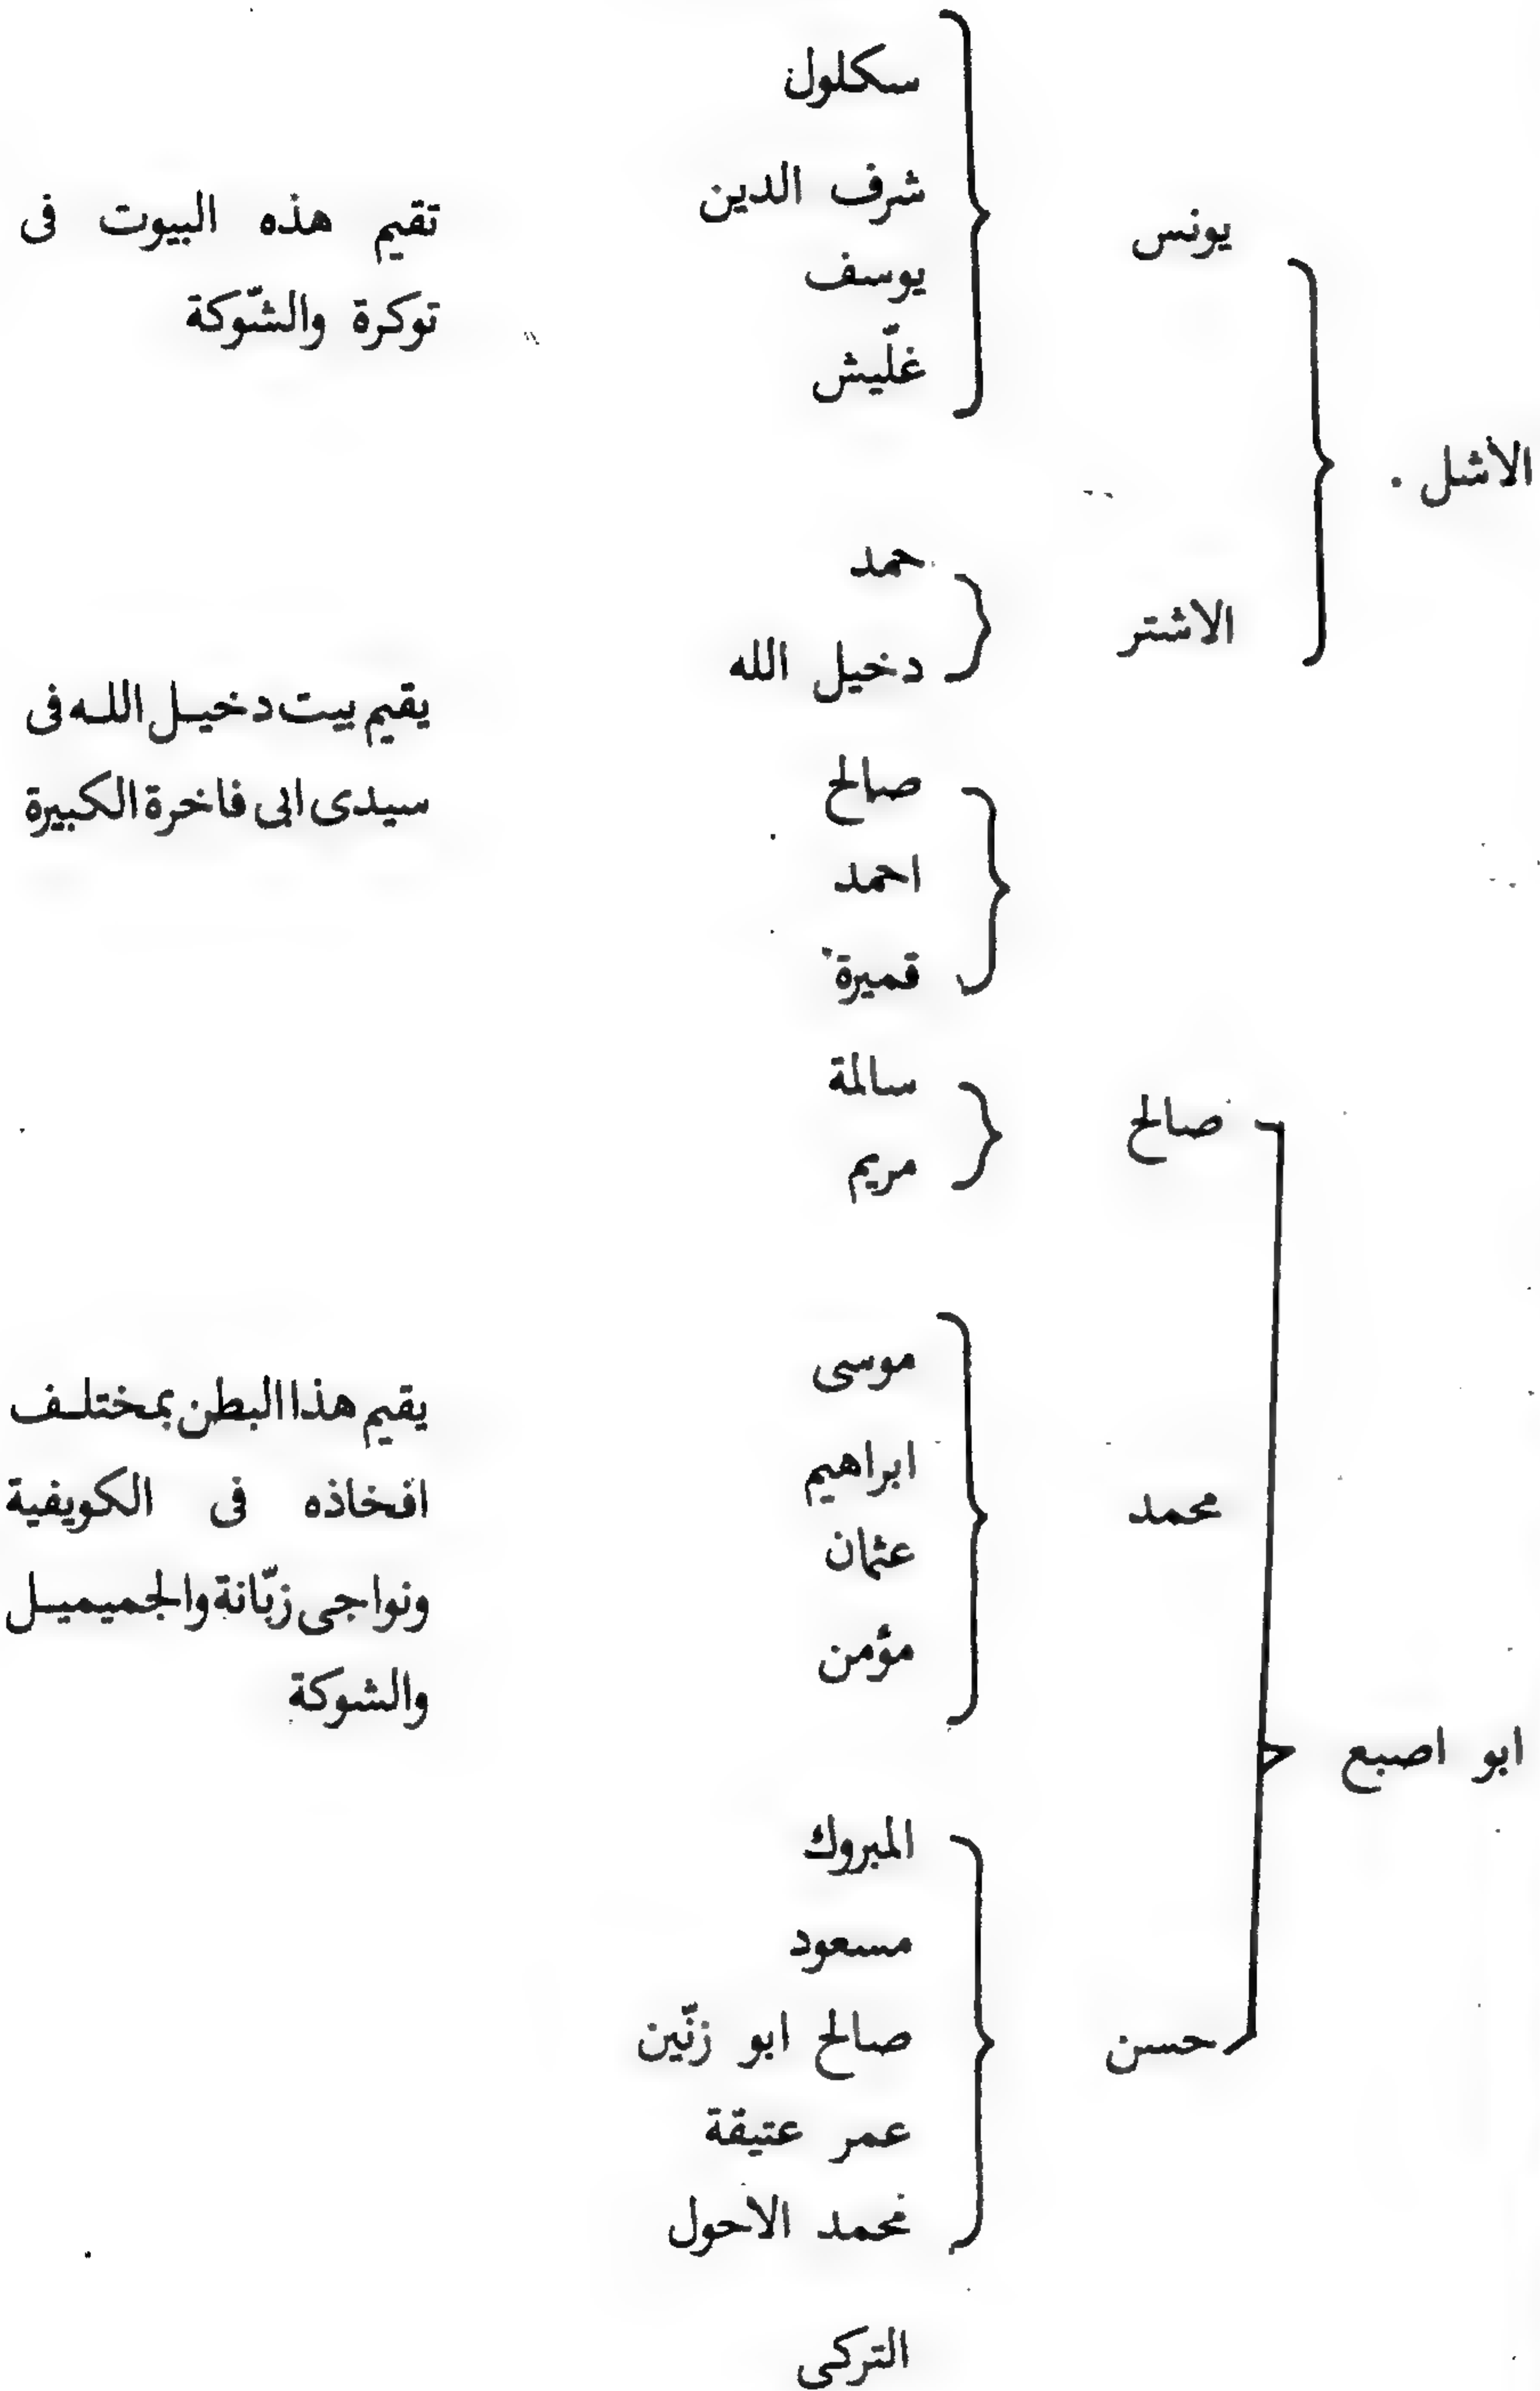 سكلول
شرف الدين
يونس
تقيم هذه البيوت فى
يوسف
توكرة والشّوكة
غلّيش
الأشل .
حمد
الاشتر
دخيل الله
يقيم بيت دخيل الله فى
صالح
سيدى ابى فاخرة الكبيرة
احمد
قميرة
سالمة
صالح
مريم
موسى
يقيم هذا البطن بمختلف
ابراهيم
افخاذه فى الكويفية
محمد
عثمان
ونواحى زيّانة والجميميل
مؤمن
والشوكة
ابو اصبع
المبروك
مسعود
صالح ابو زنّين
حسن
عمر عتيقة
محمد الاحول
التركى